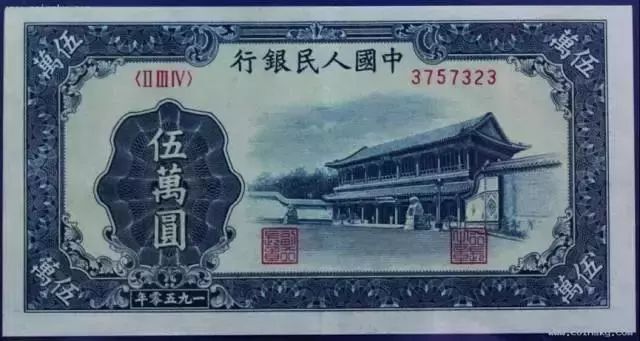 伍萬
伍萬
中國人民銀行
〈II III IV〉
3757323
伍萬圓
伍萬
伍萬
一九五零年